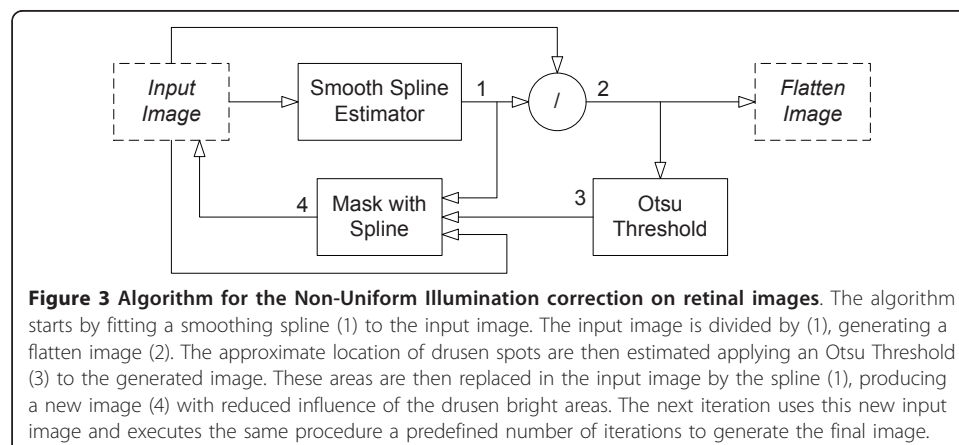 Input
Image
Smooth Spline
Estimator
1
/
2
Flatten
Image
4
Mask with
Spline
3
Otsu
Threshold
Figure 3 Algorithm for the Non-Uniform Illumination correction on retinal images. The algorithm
starts by fitting a smoothing spline (1) to the input image. The input image is divided by (1), generating a
flatten image (2). The approximate location of drusen spots are then estimated applying an Otsu Threshold
(3) to the generated image. These areas are then replaced in the input image by the spline (1), producing
a new image (4) with reduced influence of the drusen bright areas. The next iteration uses this new input
image and executes the same procedure a predefined number of iterations to generate the final image.